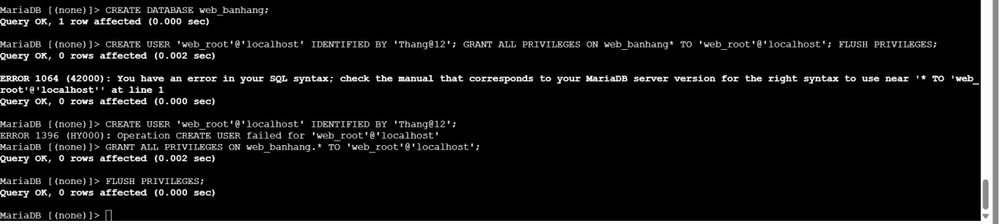 MariaDB [(none)]> CREATE DATABASE web_banhang;
Query OK, 1 row affected (0.000 sec)
MariaDB [(none)]> CREATE USER 'web_root'@'localhost' IDENTIFIED BY 'Thang@12'; GRANT ALL PRIVILEGES ON web_banhang* TO 'web_root'@'localhost'; FLUSH PRIVILEGES;
Query OK, 0 rows affected (0.002 sec)
ERROR 1064 (42000): You have an error in your SQL syntax; check the manual that corresponds to your MariaDB server version for the right syntax to use near '* TO 'web_
root'@'localhost'' at line 1
Query OK, 0 rows affected (0.000 sec)
MariaDB [(none)]> CREATE USER 'web_root'@'localhost' IDENTIFIED BY 'Thang@12';
ERROR 1396 (HY000): Operation CREATE USER failed for 'web_root'@'localhost'
MariaDB [(none)]> GRANT ALL PRIVILEGES ON web_banhang.* TO 'web_root'@'localhost';
Query OK, 0 rows affected (0.002 sec)
MariaDB [(none)]> FLUSH PRIVILEGES;
Query OK, 0 rows affected (0.000 sec)
MariaDB [(none)]>